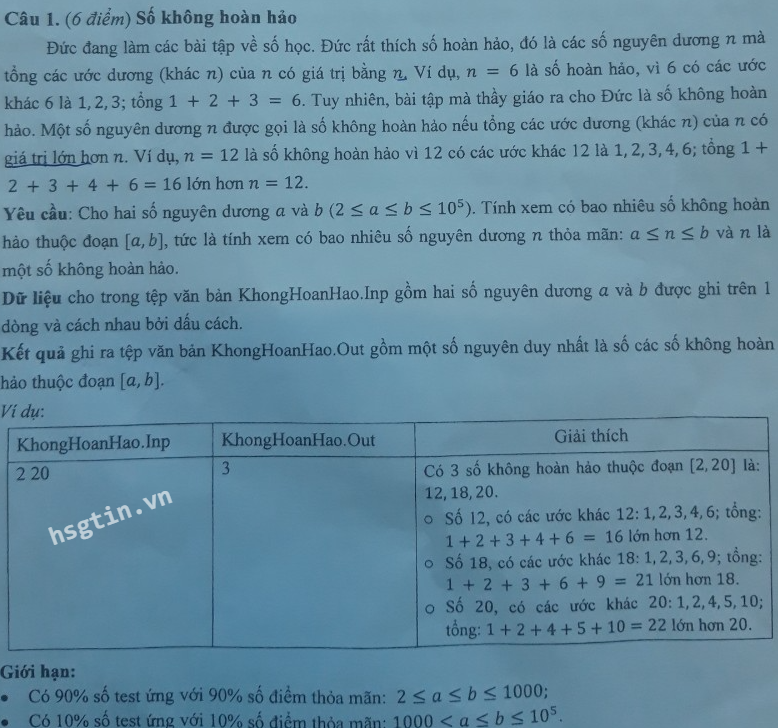 Câu 1. (6 điểm) Số không hoàn hảo
Đức đang làm các bài tập về số học. Đức rất thích số hoàn hảo, đó là các số nguyên dương n mà
tổng các ước dương (khác n) của n có giá trị bằng n. Ví dụ, n = 6 là số hoàn hảo, vì 6 có các ước
khác 6 là 1, 2, 3; tổng 1 + 2 + 3 = 6. Tuy nhiên, bài tập mà thầy giáo ra cho Đức là số không hoàn
hảo. Một số nguyên dương n được gọi là số không hoàn hảo nếu tổng các ước dương (khác n) của n có
giá trị lớn hơn n. Ví dụ, n = 12 là số không hoàn hảo vì 12 có các ước khác 12 là 1, 2, 3, 4, 6; tổng 1 +
2 + 3 + 4 + 6 = 16 lớn hơn n = 12.
Yêu cầu: Cho hai số nguyên dương a và b (2 ≤ a ≤ b ≤ 10⁵). Tính xem có bao nhiêu số không hoàn
hảo thuộc đoạn [a, b], tức là tính xem có bao nhiêu số nguyên dương n thỏa mãn: a ≤ n ≤ b và n là
một số không hoàn hảo.
Dữ liệu cho trong tệp văn bản KhongHoanHao.Inp gồm hai số nguyên dương a và b được ghi trên 1
dòng và cách nhau bởi dấu cách.
Kết quả ghi ra tệp văn bản KhongHoanHao.Out gồm một số nguyên duy nhất là số các số không hoàn
hảo thuộc đoạn [a, b].
Ví dụ:
KhongHoanHao.Inp KhongHoanHao.Out Giải thích
2 20 3 Có 3 số không hoàn hảo thuộc đoạn [2, 20] là:
12, 18, 20.
○ Số 12, có các ước khác 12: 1, 2, 3, 4, 6; tổng:
1 + 2 + 3 + 4 + 6 = 16 lớn hơn 12.
○ Số 18, có các ước khác 18: 1, 2, 3, 6, 9; tổng:
1 + 2 + 3 + 6 + 9 = 21 lớn hơn 18.
○ Số 20, có các ước khác 20: 1, 2, 4, 5, 10;
tổng: 1 + 2 + 4 + 5 + 10 = 22 lớn hơn 20.
hsgtin.vn
Giới hạn:
• Có 90% số test ứng với 90% số điểm thỏa mãn: 2 ≤ a ≤ b ≤ 1000;
• Có 10% số test ứng với 10% số điểm thỏa mãn: 1000 < a ≤ b ≤ 10⁵.